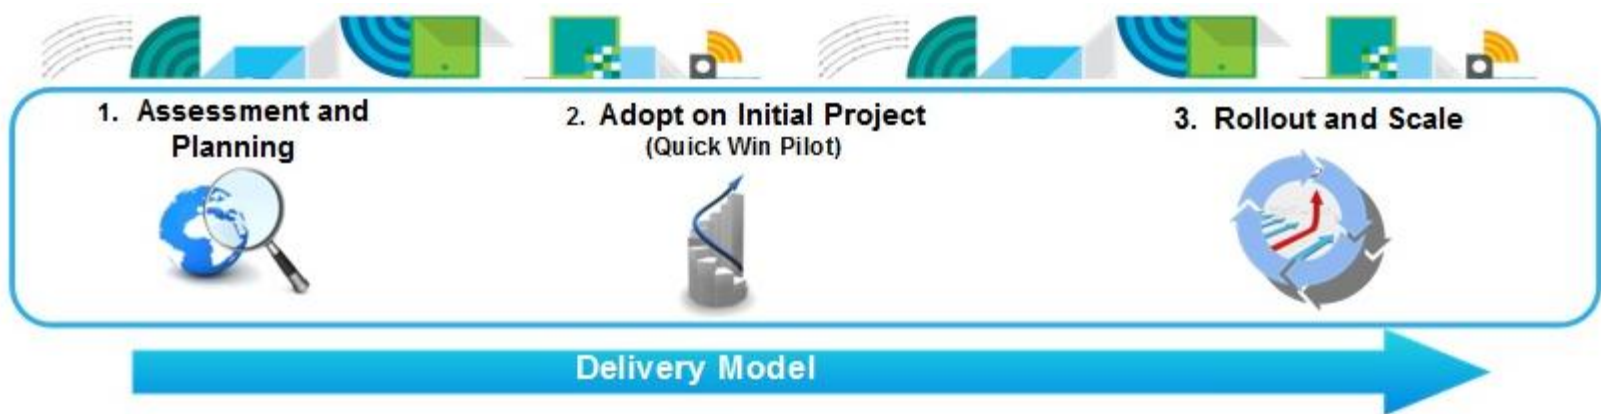 1. Assessment and
Planning
2. Adopt on Initial Project
(Quick Win Pilot)
3. Rollout and Scale
Delivery Model